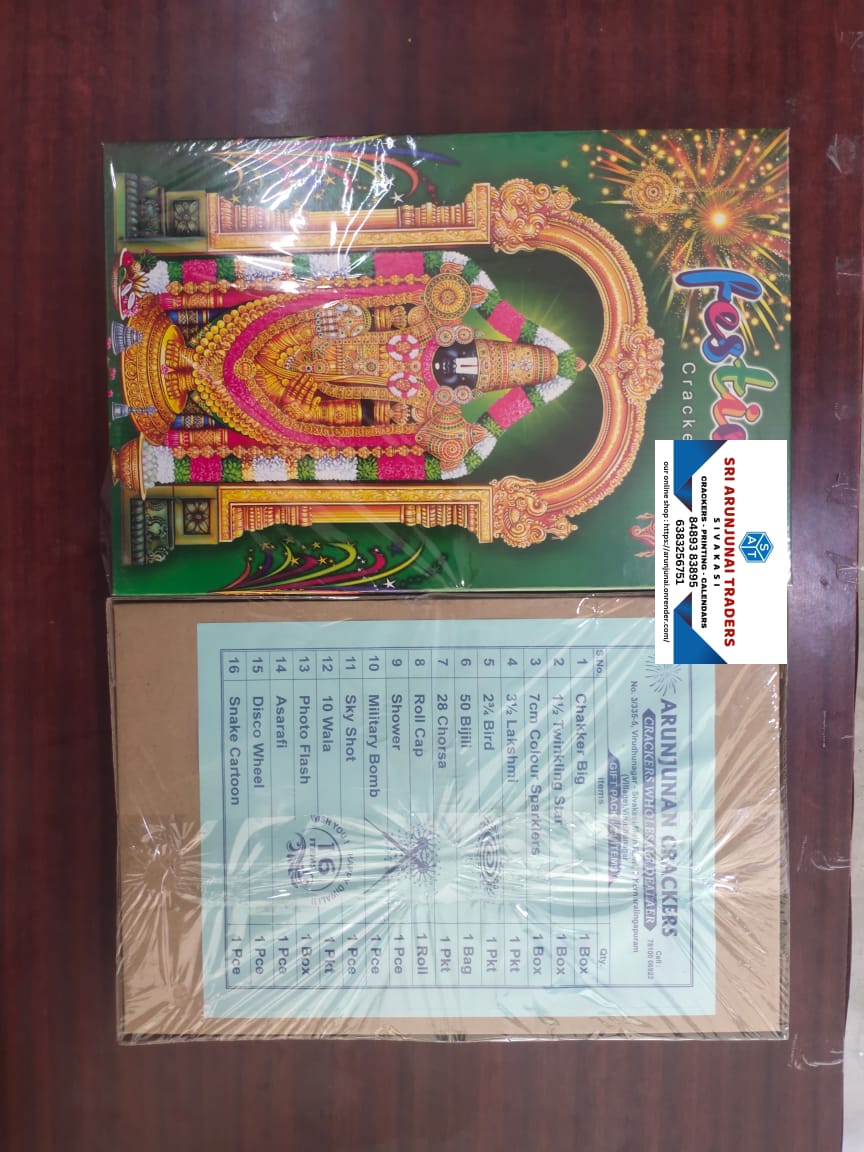 festi
Cracke
SAT
SRI ARUNJUNAI TRADERS
SIVAKASI
CRACKERS - PRINTING - CALENDARS
84893 83895
6383256751
our online shop : https://arunjunai.onrender.com/
ARUNJUNAN CRACKERS
CRACKERS WHOLESALE DEALAER
Cell :
78100 06922
No. 3/335-5, Virudhunagar - Sivakasi Main
(Village) Virudhunagar
GIFT PACK ITEMS
S.No. Items Qty.
1 Chakker Big 1 Box
2 1½ Twinkling Star 1 Box
3 7cm Colour Sparklers 1 Box
4 3½ Lakshmi 1 Pkt
5 2¾ Bird 1 Pkt
6 50 Bijili 1 Bag
7 28 Chorsa 1 Pkt
8 Roll Cap 1 Roll
9 Shower 1 Pce
10 Military Bomb 1 Pce
11 Sky Shot 1 Pce
12 10 Wala 1 Pkt
13 Photo Flash 1 Box
14 Asarafi 1 Pce
15 Disco Wheel 1 Pce
16 Snake Cartoon 1 Pce
WISH YOU HAPPY DIWALI
16
ITEMS